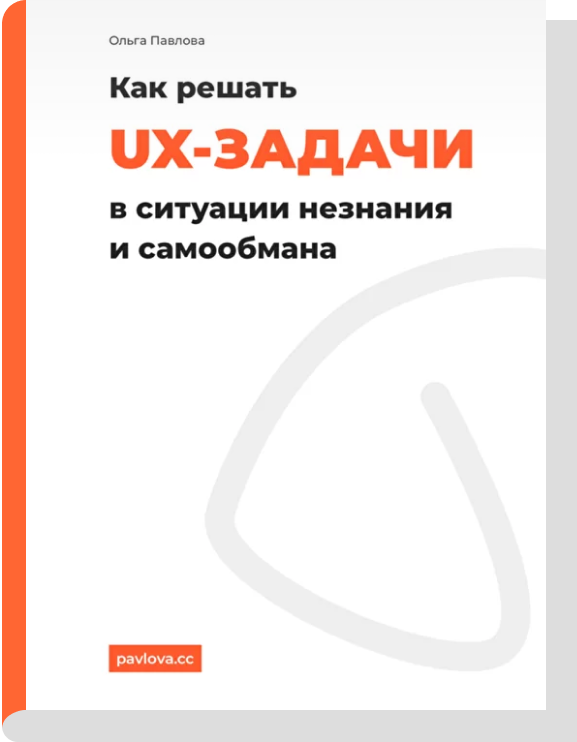 Ольга Павлова
Как решать
UX-ЗАДАЧИ
в ситуации незнания
и самообмана
pavlova.cc